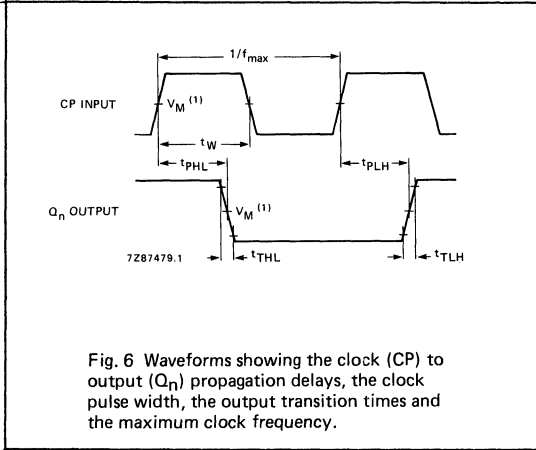 1/fmax
CP INPUT
VM (1)
tW
tPHL
tPLH
Qn OUTPUT
VM (1)
7Z87479.1
tTHL
tTLH
Fig. 6 Waveforms showing the clock (CP) to
output (Qn) propagation delays, the clock
pulse width, the output transition times and
the maximum clock frequency.